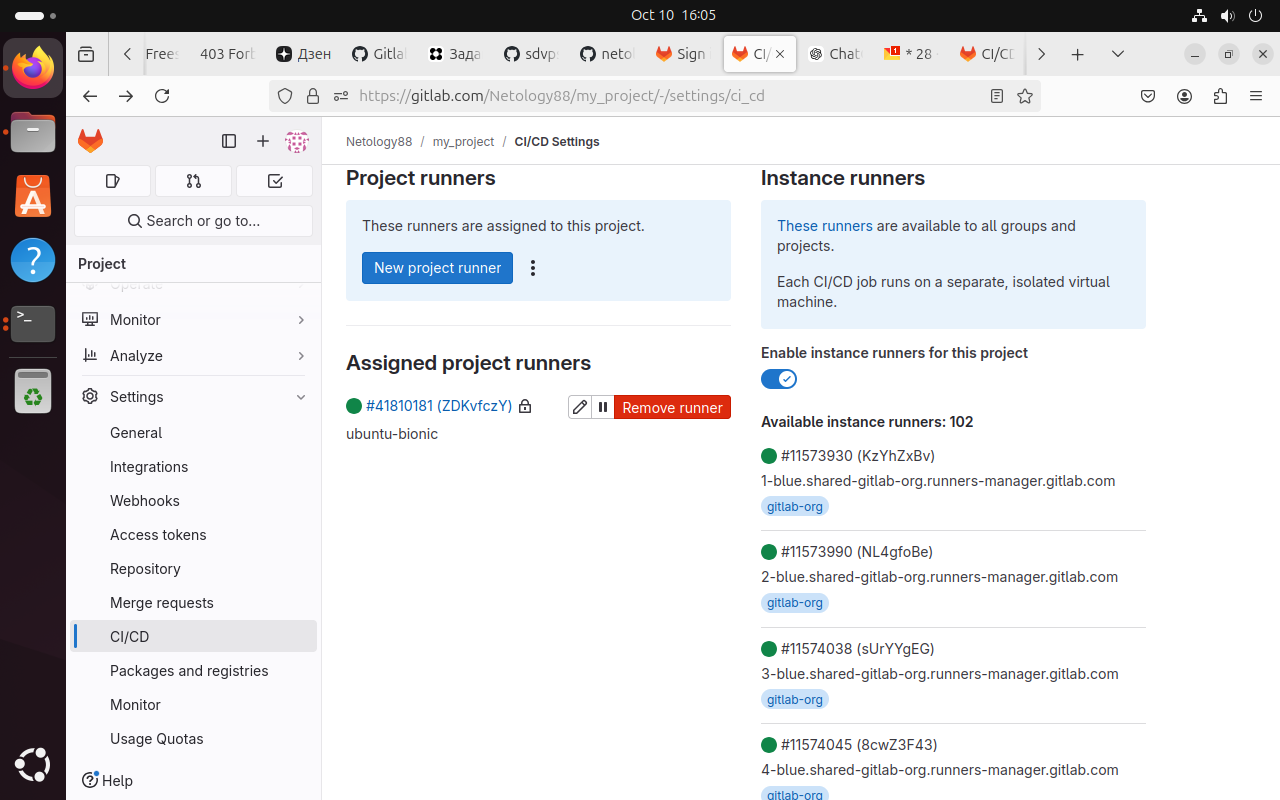 Oct 10 16:05
Frees
403 Forb
Дзен
Gitlab
Зада
sdvp
netol
Sign
CI/
Chat
* 28
CI/CD
https://gitlab.com/Netology88/my_project/-/settings/ci_cd
Netology88 / my_project / CI/CD Settings
Search or go to...
Project
Operate
Monitor
Analyze
Settings
General
Integrations
Webhooks
Access tokens
Repository
Merge requests
CI/CD
Packages and registries
Monitor
Usage Quotas
Help
Project runners
These runners are assigned to this project.
New project runner
Assigned project runners
#41810181 (ZDKvfczY)
Remove runner
ubuntu-bionic
Instance runners
These runners are available to all groups and
projects.
Each CI/CD job runs on a separate, isolated virtual
machine.
Enable instance runners for this project
Available instance runners: 102
#11573930 (KzYhZxBv)
1-blue.shared-gitlab-org.runners-manager.gitlab.com
gitlab-org
#11573990 (NL4gfoBe)
2-blue.shared-gitlab-org.runners-manager.gitlab.com
gitlab-org
#11574038 (sUrYYgEG)
3-blue.shared-gitlab-org.runners-manager.gitlab.com
gitlab-org
#11574045 (8cwZ3F43)
4-blue.shared-gitlab-org.runners-manager.gitlab.com
gitlab-org